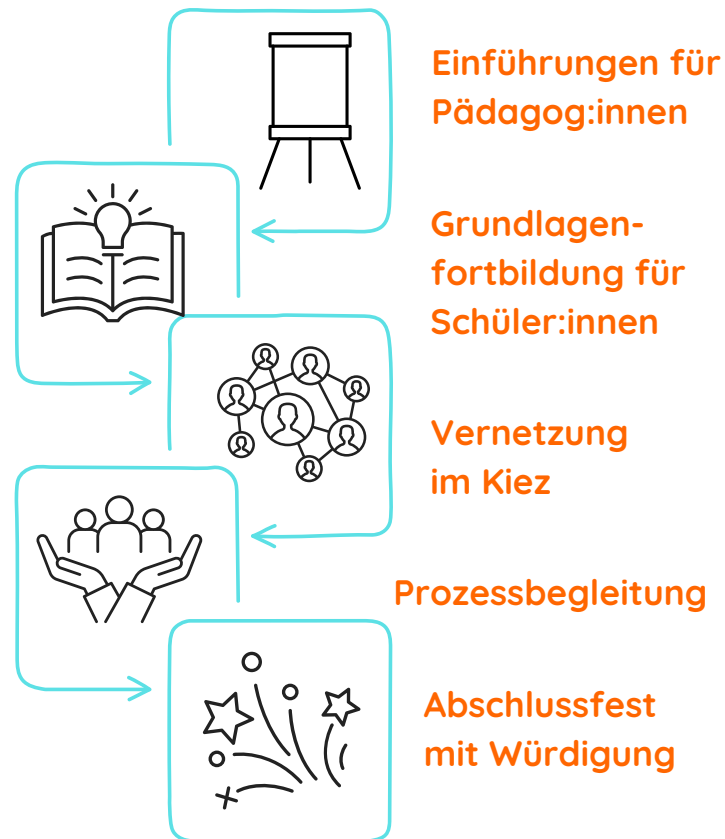 Einführungen für
Pädagog:innen
Grundlagen-
fortbildung für
Schüler:innen
Vernetzung
im Kiez
Prozessbegleitung
Abschlussfest
mit Würdigung